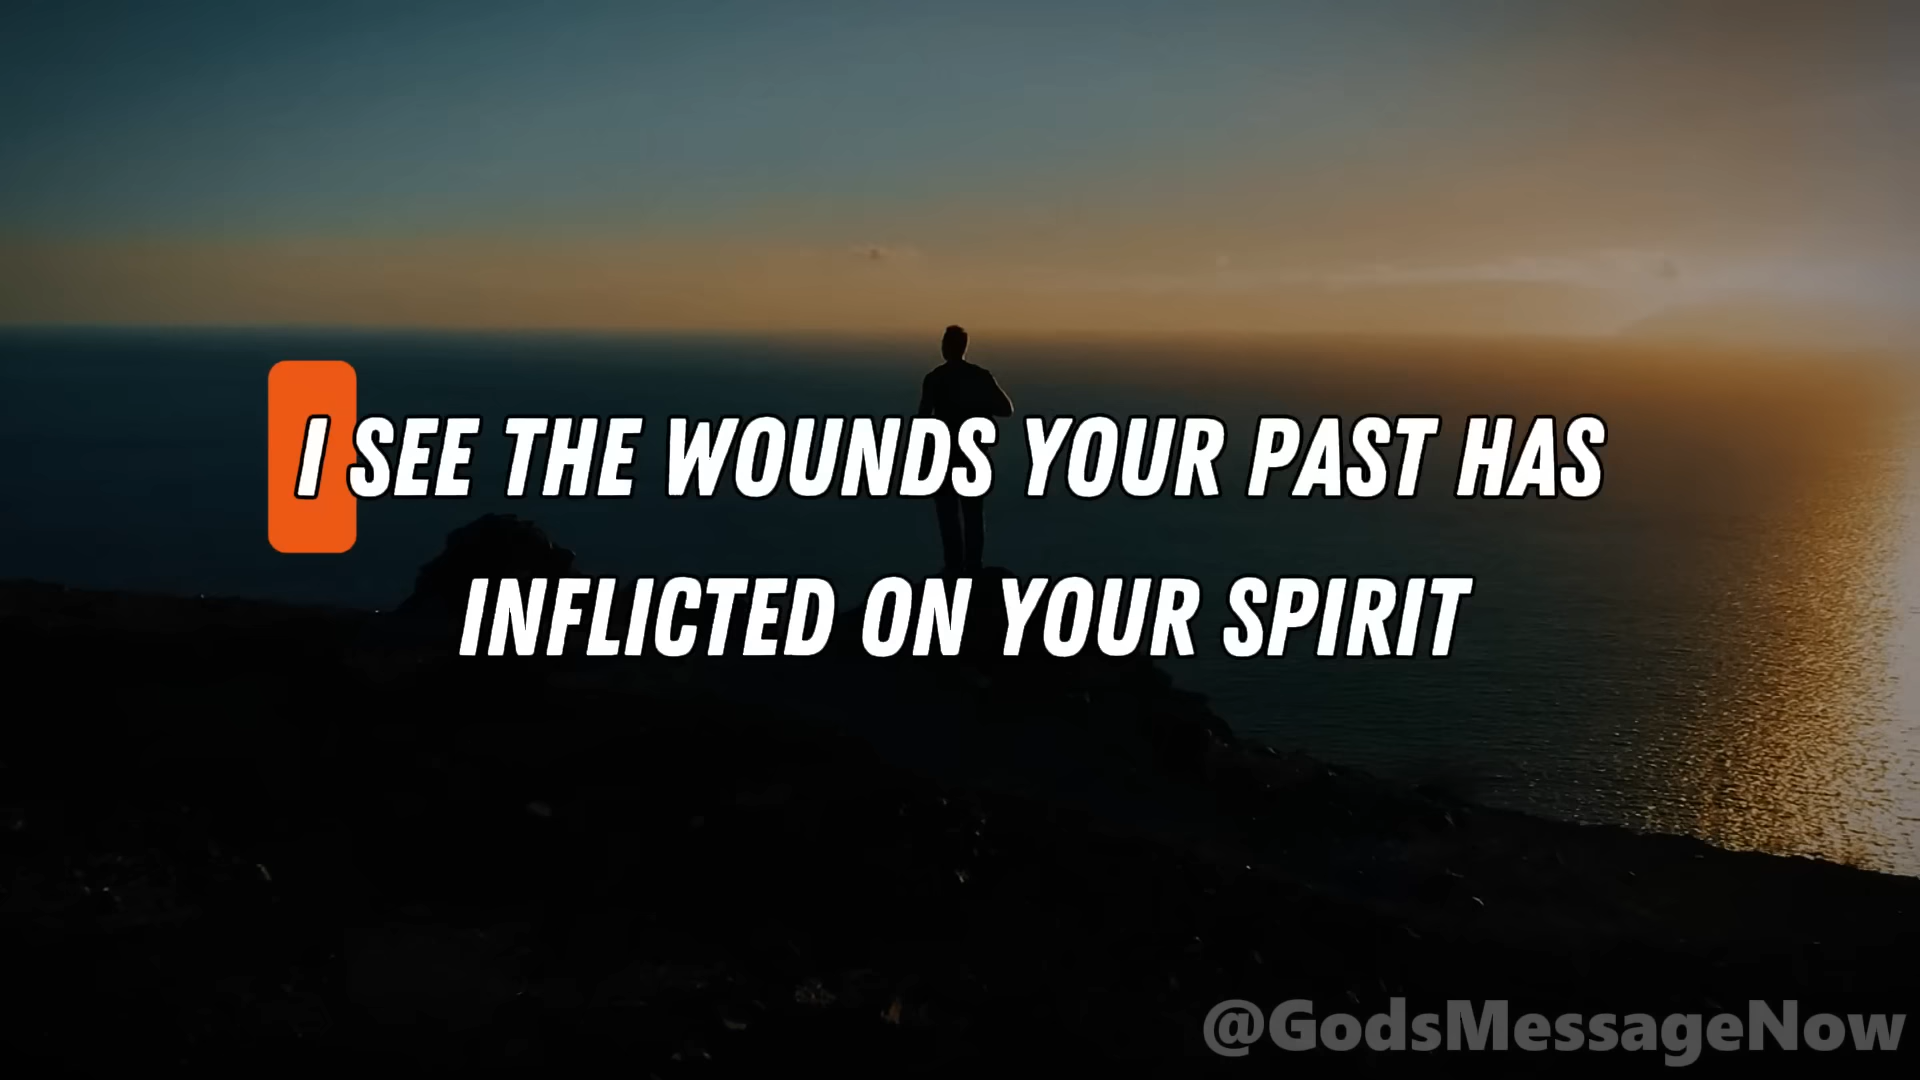 I SEE THE WOUNDS YOUR PAST HAS
INFLICTED ON YOUR SPIRIT
@GodsMessageNow